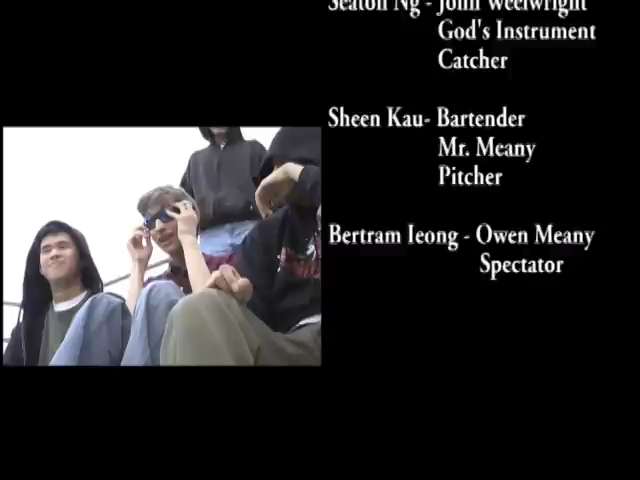 Seaton Ng - John Weelwright
God's Instrument
Catcher
Sheen Kau- Bartender
Mr. Meany
Pitcher
Bertram Ieong - Owen Meany
Spectator